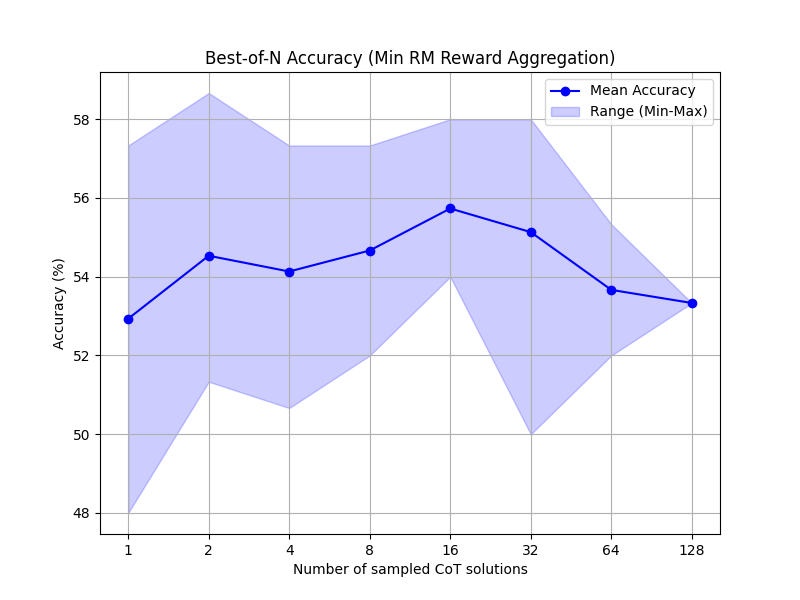 Best-of-N Accuracy (Min RM Reward Aggregation)
Mean Accuracy
Range (Min-Max)
Accuracy (%)
58
56
54
52
50
48
1 2 4 8 16 32 64 128
Number of sampled CoT solutions